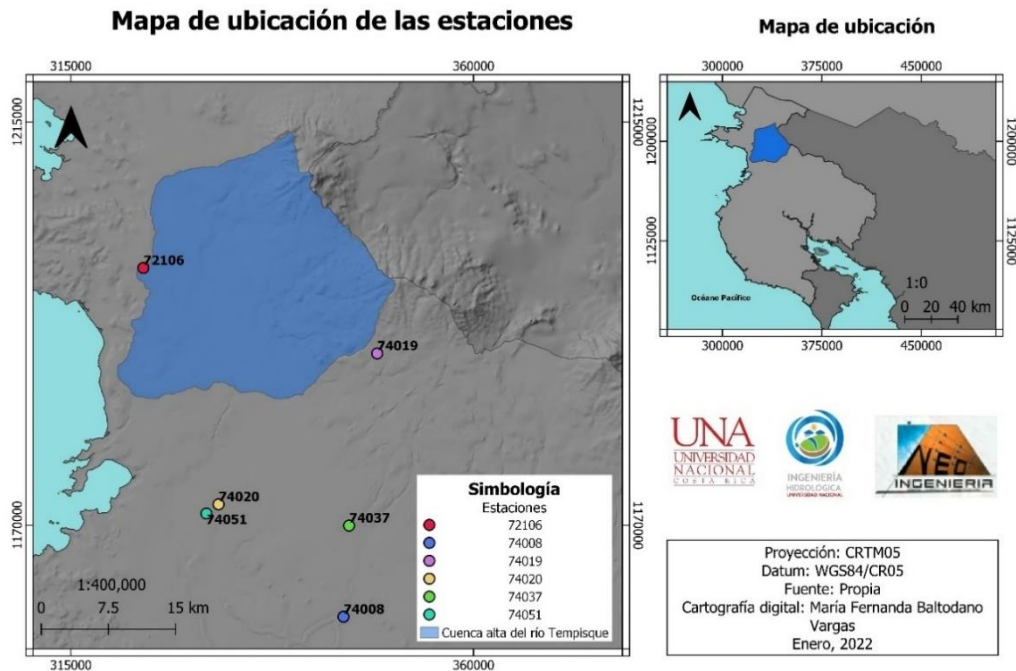 Mapa de ubicación de las estaciones
315000
360000
1215000
1215000
72106
74019
74020
74051
74037
74008
1170000
1170000
1:400,000
0 7.5 15 km
Simbología
Estaciones
72106
74008
74019
74020
74037
74051
Cuenca alta del río Tempisque
315000
360000
Mapa de ubicación
300000
375000
450000
1200000
1200000
1125000
1125000
Océano Pacífico
1:0
0 20 40 km
300000
375000
450000
UNA
UNIVERSIDAD
NACIONAL
COSTA RICA
INGENIERÍA
HIDROLÓGICA
UNIVERSIDAD NACIONAL
NEO
INGENIERIA
Proyección: CRTM05
Datum: WGS84/CR05
Fuente: Propia
Cartografía digital: María Fernanda Baltodano
Vargas
Enero, 2022